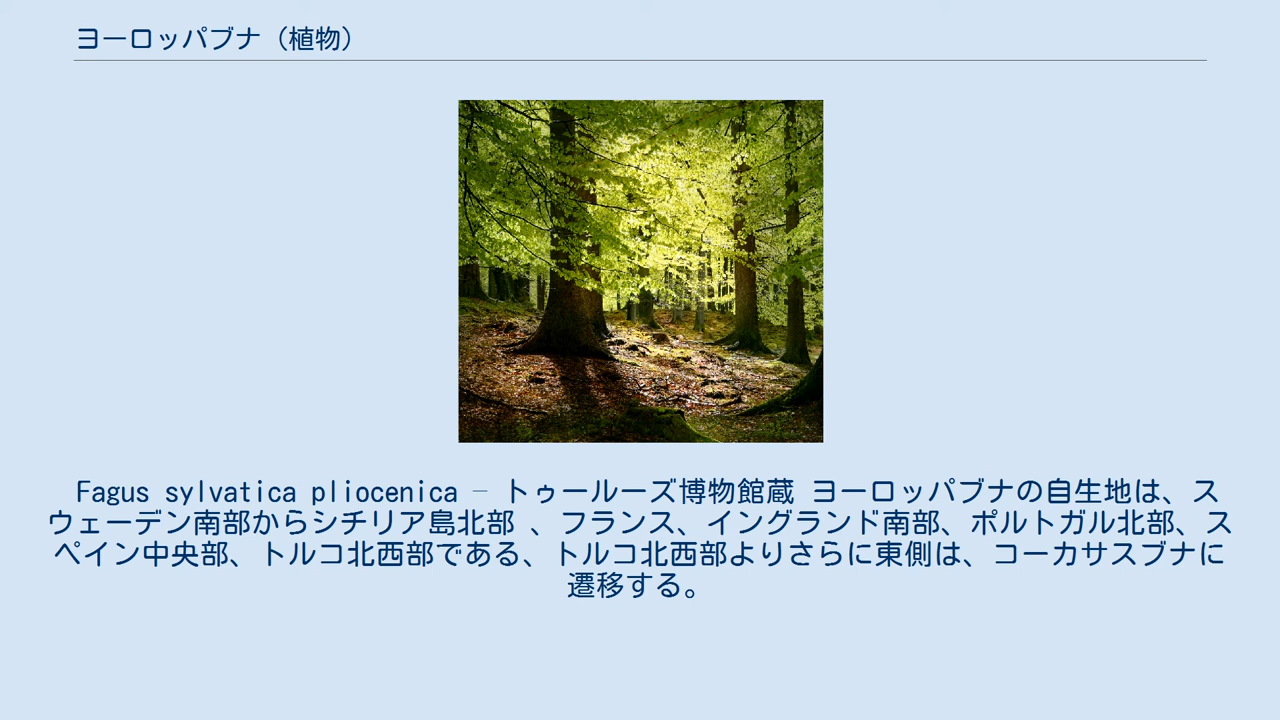 ヨーロッパブナ（植物）
Fagus sylvatica pliocenica – トゥールーズ博物館蔵 ヨーロッパブナの自生地は、ス
ウェーデン南部からシチリア島北部 、フランス、イングランド南部、ポルトガル北部、ス
ペイン中央部、トルコ北西部である、トルコ北西部よりさらに東側は、コーカサスブナに
遷移する。